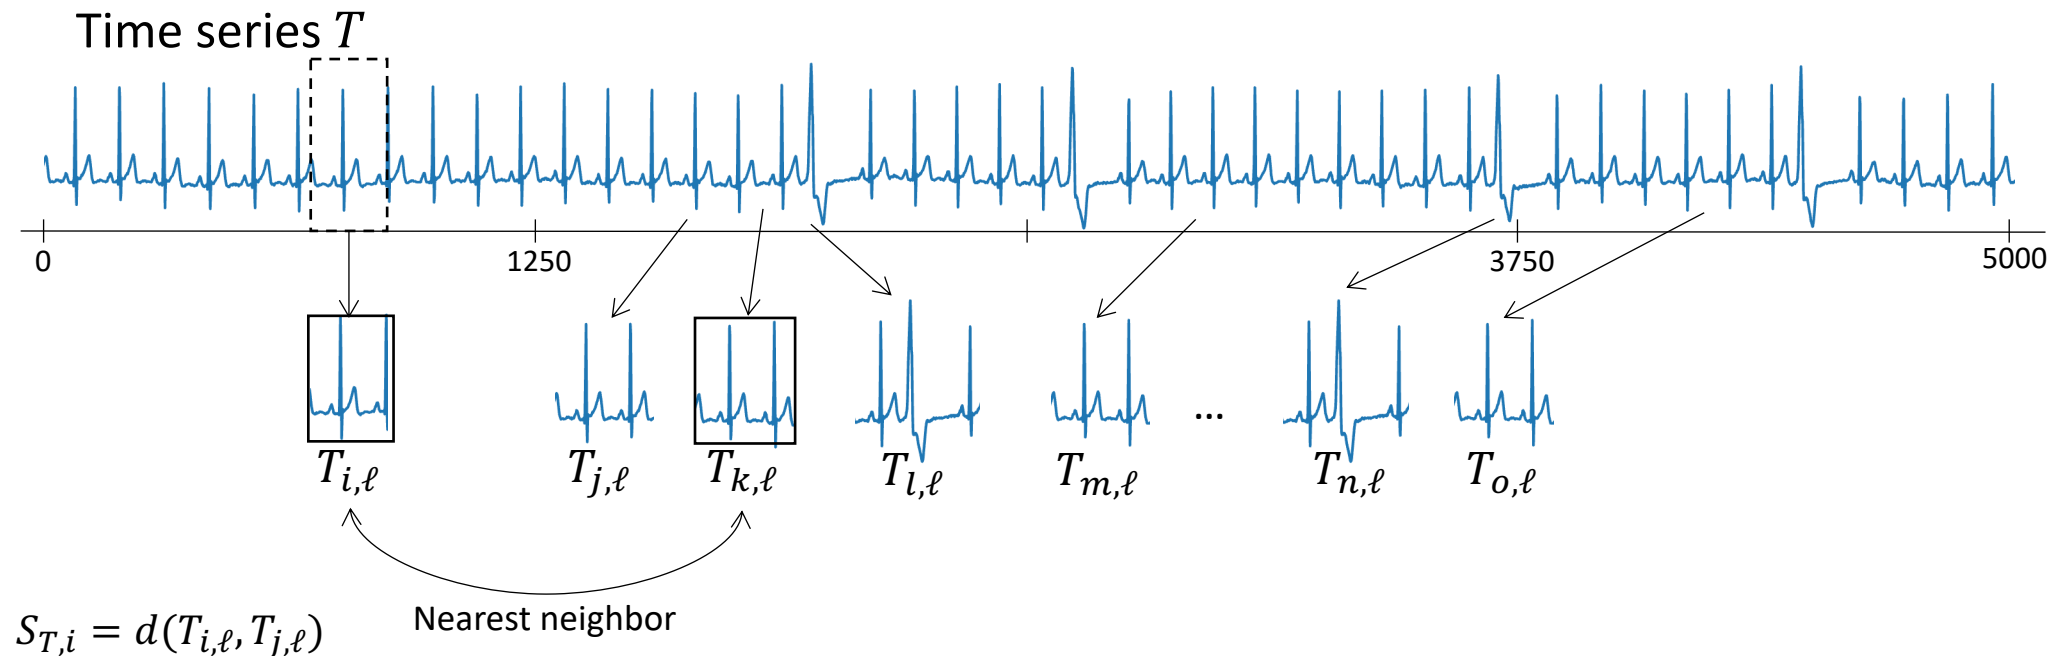 Time series T
0 1250 3750 5000
T_{i,ℓ} T_{j,ℓ} T_{k,ℓ} T_{l,ℓ} T_{m,ℓ} ... T_{n,ℓ} T_{o,ℓ}
Nearest neighbor
S_{T,i} = d(T_{i,ℓ}, T_{j,ℓ})